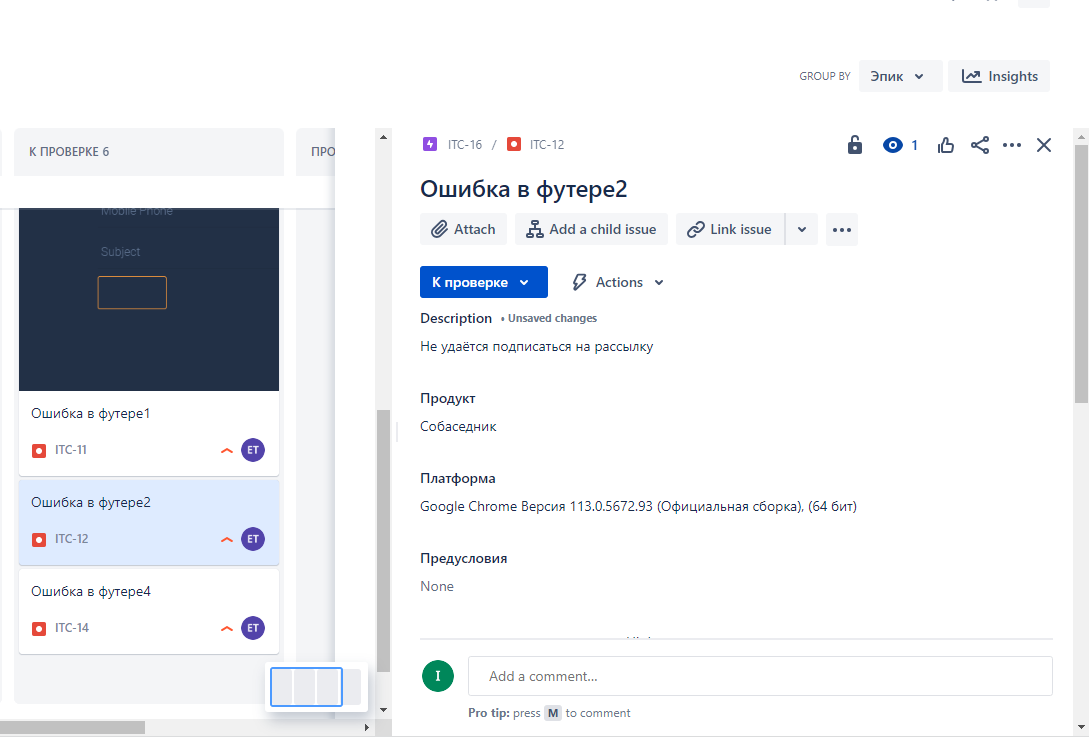 GROUP BY Эпик Insights
К ПРОВЕРКЕ 6
ПРО
Mobile Phone
Subject
Ошибка в футере1
ITC-11
ET
Ошибка в футере2
ITC-12
ET
Ошибка в футере4
ITC-14
ET
ITC-16 / ITC-12
1
Ошибка в футере2
Attach Add a child issue Link issue
К проверке Actions
Description • Unsaved changes
Не удаётся подписаться на рассылку
Продукт
Собаседник
Платформа
Google Chrome Версия 113.0.5672.93 (Официальная сборка), (64 бит)
Предусловия
None
I Add a comment...
Pro tip: press M to comment